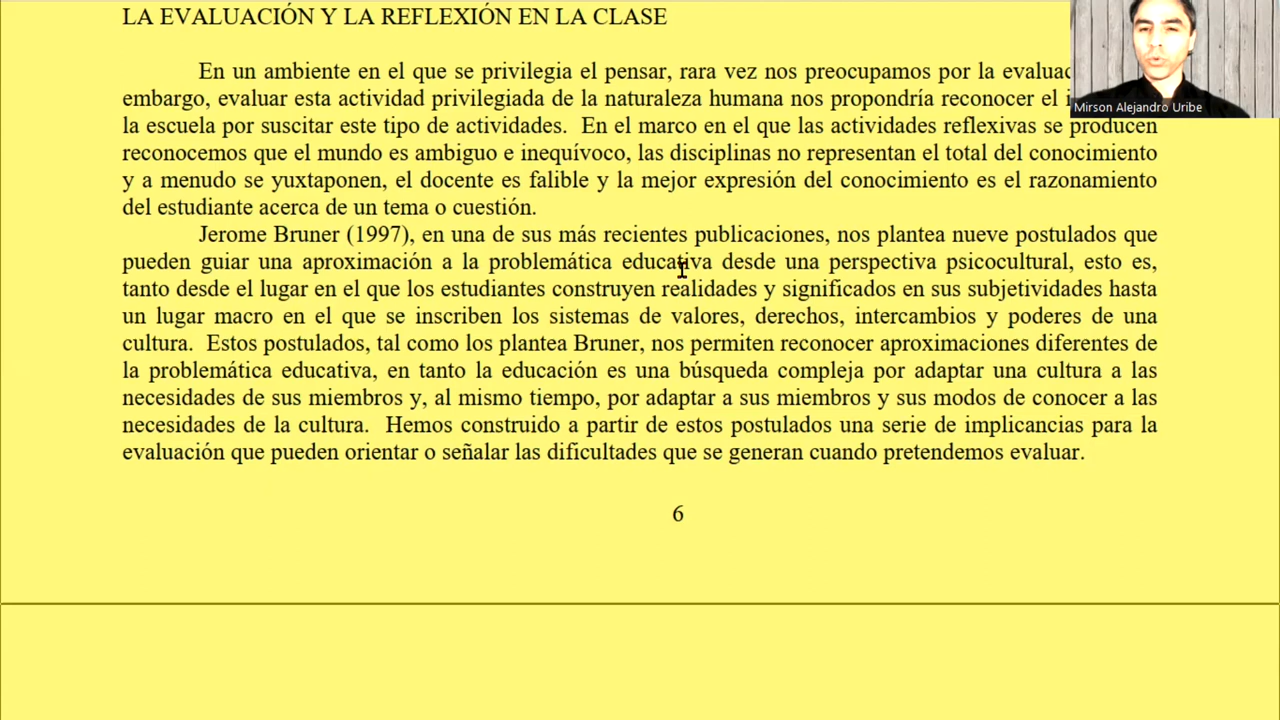 LA EVALUACIÓN Y LA REFLEXIÓN EN LA CLASE
En un ambiente en el que se privilegia el pensar, rara vez nos preocupamos por la
embargo, evaluar esta actividad privilegiada de la naturaleza humana nos propondría reconocer el
la escuela por suscitar este tipo de actividades. En el marco en el que las actividades reflexivas se producen
reconocemos que el mundo es ambiguo e inequívoco, las disciplinas no representan el total del conocimiento
y a menudo se yuxtaponen, el docente es falible y la mejor expresión del conocimiento es el razonamiento
del estudiante acerca de un tema o cuestión.
Jerome Bruner (1997), en una de sus más recientes publicaciones, nos plantea nueve postulados que
pueden guiar una aproximación a la problemática educativa desde una perspectiva psicocultural, esto es,
tanto desde el lugar en el que los estudiantes construyen realidades y significados en sus subjetividades hasta
un lugar macro en el que se inscriben los sistemas de valores, derechos, intercambios y poderes de una
cultura. Estos postulados, tal como los plantea Bruner, nos permiten reconocer aproximaciones diferentes de
la problemática educativa, en tanto la educación es una búsqueda compleja por adaptar una cultura a las
necesidades de sus miembros y, al mismo tiempo, por adaptar a sus miembros y sus modos de conocer a las
necesidades de la cultura. Hemos construido a partir de estos postulados una serie de implicancias para la
evaluación que pueden orientar o señalar las dificultades que se generan cuando pretendemos evaluar.
6
Mirson Alejandro Uribe